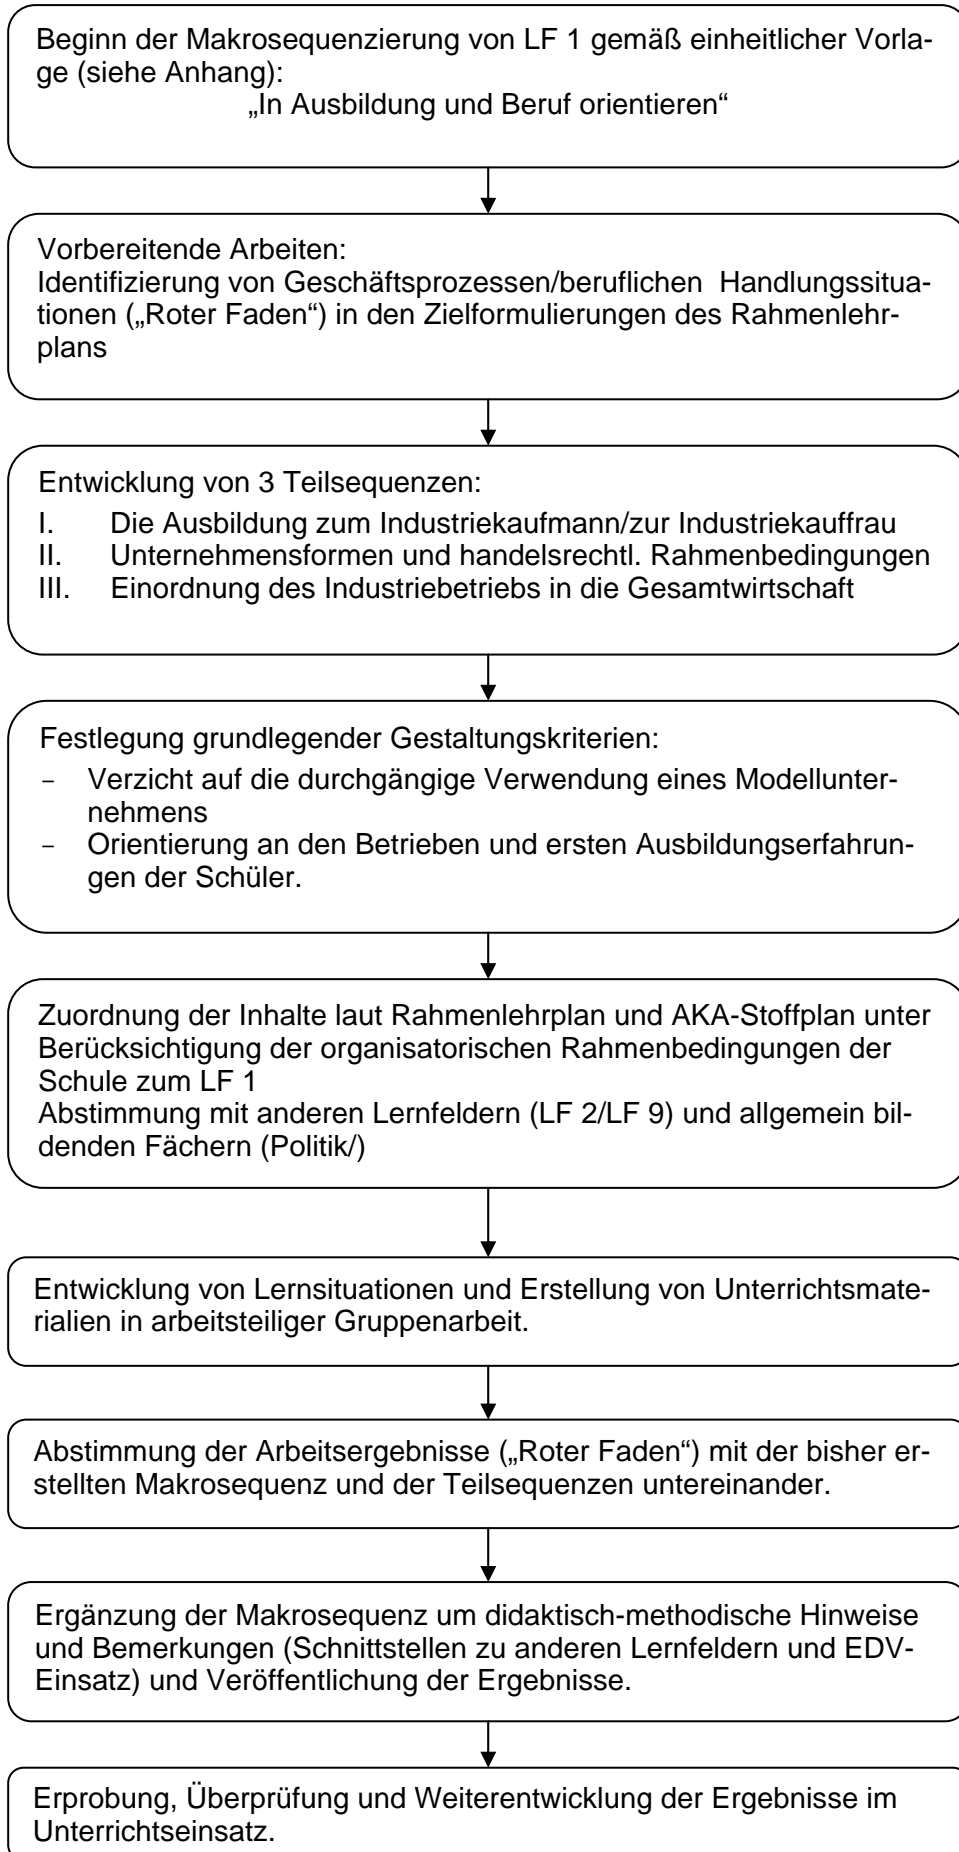 Beginn der Makrosequenzierung von LF 1 gemäß einheitlicher Vorla-
ge (siehe Anhang):
„In Ausbildung und Beruf orientieren“
Vorbereitende Arbeiten:
Identifizierung von Geschäftsprozessen/beruflichen Handlungssitua-
tionen („Roter Faden“) in den Zielformulierungen des Rahmenlehr-
plans
Entwicklung von 3 Teilsequenzen:
I. Die Ausbildung zum Industriekaufmann/zur Industriekauffrau
II. Unternehmensformen und handelsrechtl. Rahmenbedingungen
III. Einordnung des Industriebetriebs in die Gesamtwirtschaft
Festlegung grundlegender Gestaltungskriterien:
- Verzicht auf die durchgängige Verwendung eines Modellunter-
nehmens
- Orientierung an den Betrieben und ersten Ausbildungserfahrun-
gen der Schüler.
Zuordnung der Inhalte laut Rahmenlehrplan und AKA-Stoffplan unter
Berücksichtigung der organisatorischen Rahmenbedingungen der
Schule zum LF 1
Abstimmung mit anderen Lernfeldern (LF 2/LF 9) und allgemein bil-
denden Fächern (Politik/)
Entwicklung von Lernsituationen und Erstellung von Unterrichtsmate-
rialien in arbeitsteiliger Gruppenarbeit.
Abstimmung der Arbeitsergebnisse („Roter Faden“) mit der bisher er-
stellten Makrosequenz und der Teilsequenzen untereinander.
Ergänzung der Makrosequenz um didaktisch-methodische Hinweise
und Bemerkungen (Schnittstellen zu anderen Lernfeldern und EDV-
Einsatz) und Veröffentlichung der Ergebnisse.
Erprobung, Überprüfung und Weiterentwicklung der Ergebnisse im
Unterrichtseinsatz.